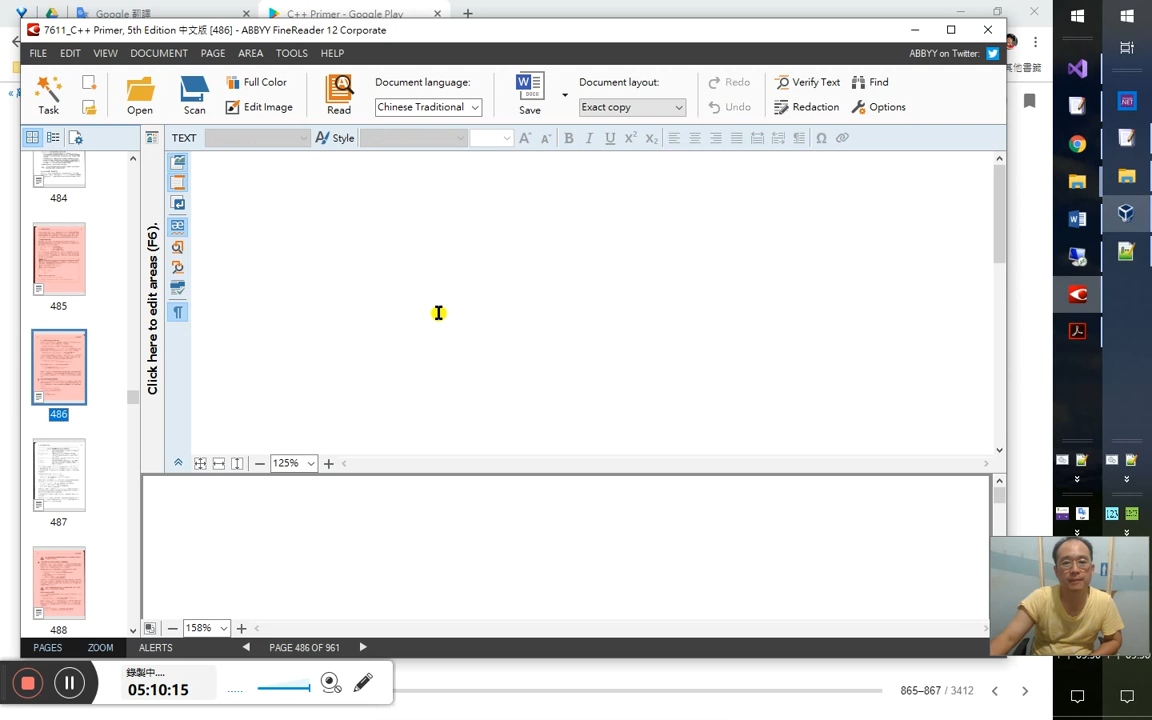 Google 翻譯
C++ Primer - Google Play
7611_C++ Primer, 5th Edition 中文版 [486] - ABBYY FineReader 12 Corporate
FILE EDIT VIEW DOCUMENT PAGE AREA TOOLS HELP
ABBYY on Twitter:
Task
Open
Scan
Full Color
Edit Image
Read
Document language:
Chinese Traditional
Save
Document layout:
Exact copy
Redo
Undo
Verify Text
Redaction
Find
Options
TEXT
Style
B I U X² X₂
484
485
486
487
488
Click here to edit areas (F6).
125%
158%
PAGES ZOOM ALERTS
PAGE 486 OF 961
錄製中....
05:10:15
865–867 / 3412
.NET
123